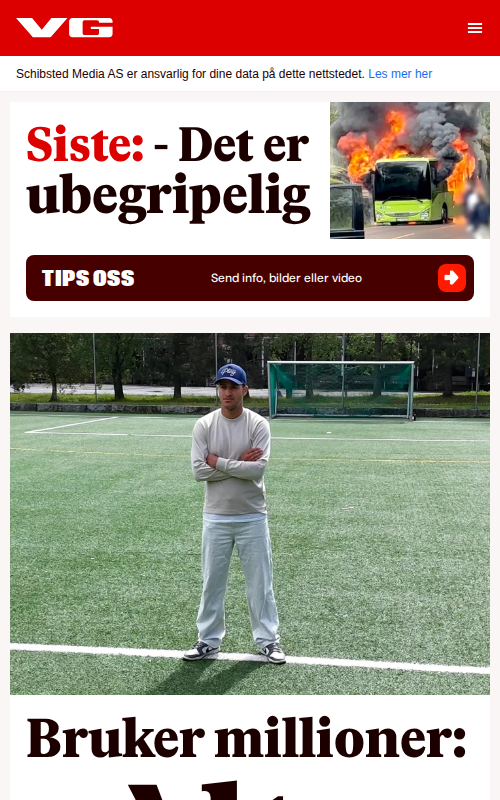 VG
Schibsted Media AS er ansvarlig for dine data på dette nettstedet. Les mer her
Siste: - Det er
ubegripelig
TIPS OSS
Send info, bilder eller video
Bruker millioner: